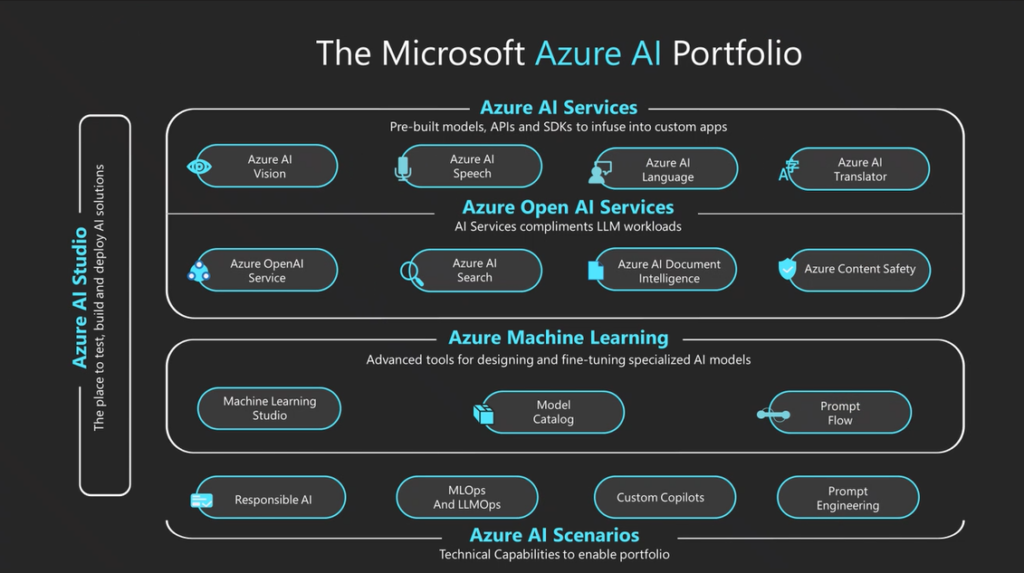 The Microsoft Azure AI Portfolio
Azure AI Studio
The place to test, build and deploy AI solutions
Azure AI Services
Pre-built models, APIs and SDKs to infuse into custom apps
Azure AI
Vision
Azure AI
Speech
Azure AI
Language
Azure AI
Translator
Azure Open AI Services
AI Services compliments LLM workloads
Azure OpenAI
Service
Azure AI
Search
Azure AI Document
Intelligence
Azure Content Safety
Azure Machine Learning
Advanced tools for designing and fine-tuning specialized AI models
Machine Learning
Studio
Model
Catalog
Prompt
Flow
Responsible AI
MLOps
And LLMOps
Custom Copilots
Prompt
Engineering
Azure AI Scenarios
Technical Capabilities to enable portfolio